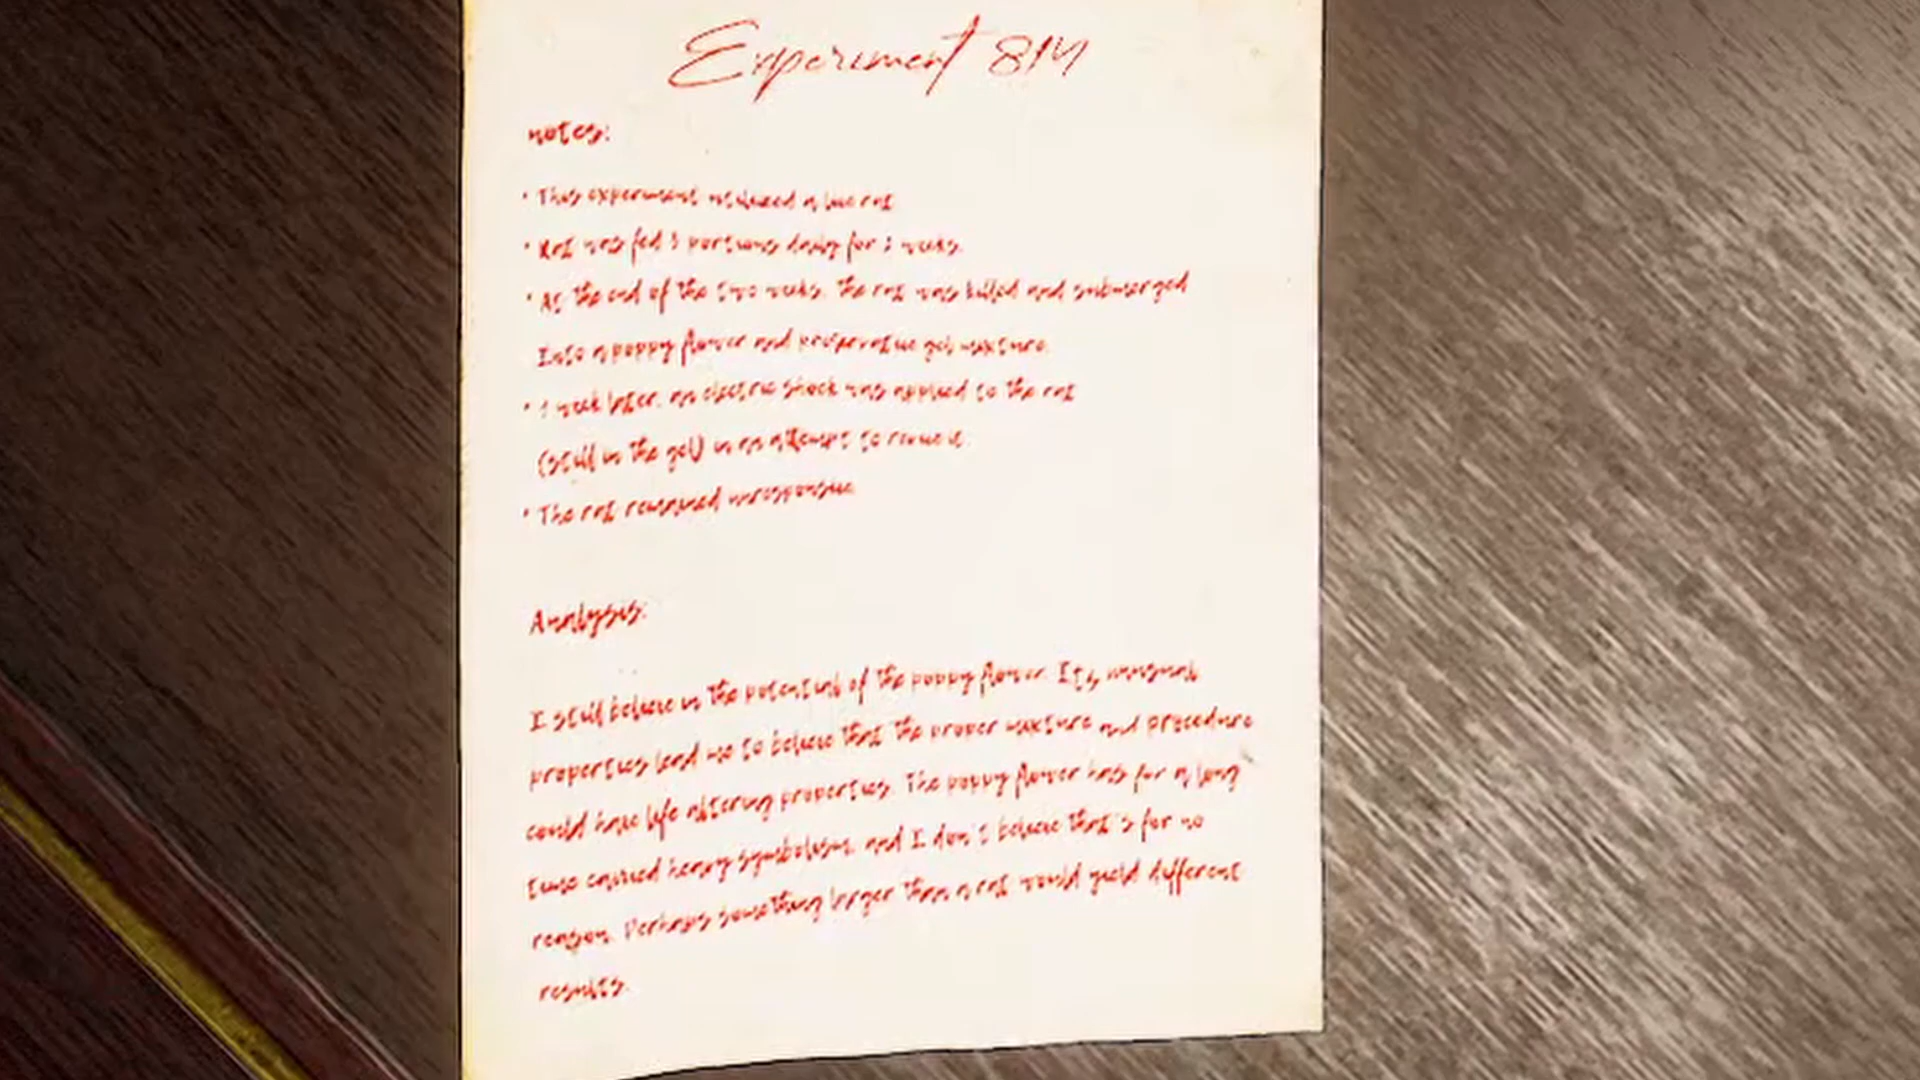 Experiment 814
notes:
• This experiment utilized a live rat
• Rat was fed 3 portions daily for 2 weeks.
• At the end of the two weeks, the rat was killed and submerged
Into a poppy flower and preservative gel mixture.
• 1 week later, an electric shock was applied to the rat
(still in the gel) in an attempt to revive it
• The rat remained unresponsive
Analysis:
I still believe in the potential of the poppy flower. Its unusual
properties lead me to believe that the proper mixture and procedure
could have life altering properties. The poppy flower has for a long
time carried heavy symbolism, and I don't believe that's for no
reason. Perhaps something larger than a rat would yield different
results.